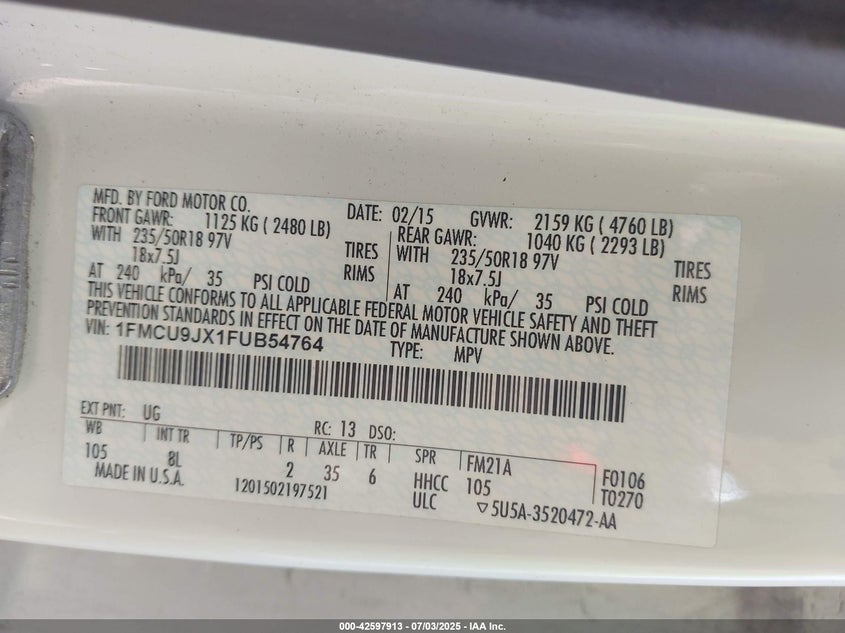 MFD. BY FORD MOTOR CO.
DATE: 02/15 GVWR: 2159 KG ( 4760 LB)
FRONT GAWR: 1125 KG ( 2480 LB) REAR GAWR: 1040 KG ( 2293 LB)
WITH 235/50R18 97V TIRES WITH 235/50R18 97V TIRES
18x7.5J RIMS 18x7.5J RIMS
AT 240 kPa/ 35 PSI COLD AT 240 kPa/ 35 PSI COLD
THIS VEHICLE CONFORMS TO ALL APPLICABLE FEDERAL MOTOR VEHICLE SAFETY AND THEFT
PREVENTION STANDARDS IN EFFECT ON THE DATE OF MANUFACTURE SHOWN ABOVE.
VIN: 1FMCU9JX1FUB54764 TYPE: MPV
EXT PNT: UG RC: 13 DSO:
WB INT TR TP/PS R AXLE TR SPR FM21A F0106
105 8L 2 35 6 HHCC 105 T0270
MADE IN U.S.A. 1201502197521 ULC ▽5U5A-3520472-AA
000-42597913 - 07/03/2025 - IAA Inc.